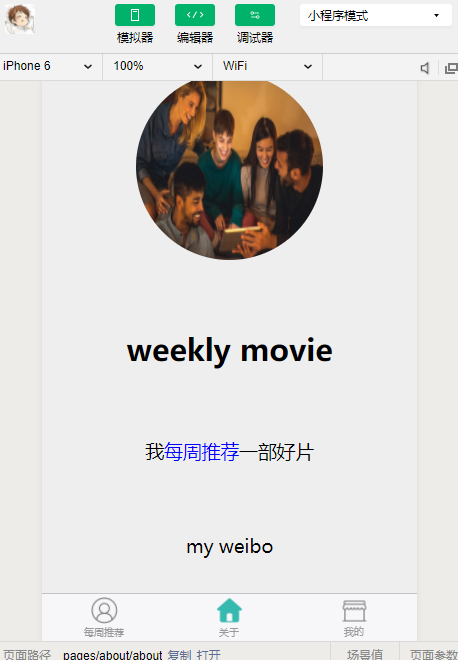 模拟器 编辑器 调试器 小程序模式
iPhone 6 100% WiFi
weekly movie
我每周推荐一部好片
my weibo
每周推荐 关于 我的
页面路径 pages/about/about 复制 打开 场景值 页面参数